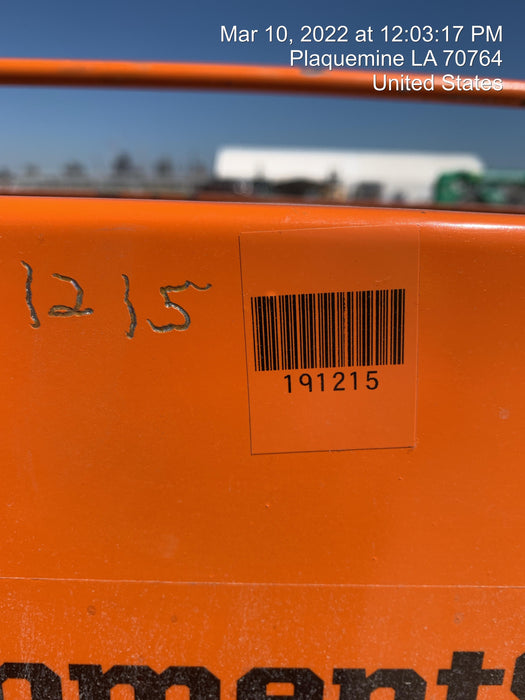 Mar 10, 2022 at 12:03:17 PM
Plaquemine LA 70764
United States
1215
191215